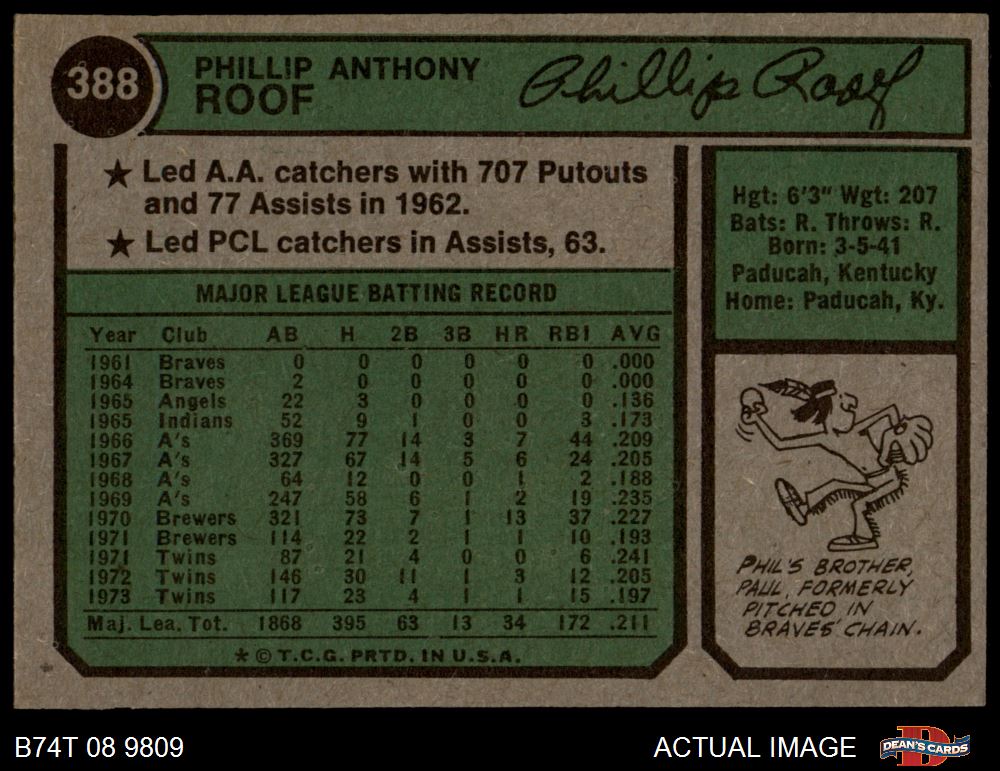 388
PHILLIP ANTHONY
ROOF
Phillip Roof
★ Led A.A. catchers with 707 Putouts
and 77 Assists in 1962.
★ Led PCL catchers in Assists, 63.
MAJOR LEAGUE BATTING RECORD
Year Club AB H 2B 3B HR RBI AVG
1961 Braves 0 0 0 0 0 0 .000
1964 Braves 2 0 0 0 0 0 .000
1965 Angels 22 3 0 0 0 0 .136
1965 Indians 52 9 1 0 0 3 .173
1966 A's 369 77 14 3 7 44 .209
1967 A's 327 67 14 5 6 24 .205
1968 A's 64 12 0 0 1 2 .188
1969 A's 247 58 6 1 2 19 .235
1970 Brewers 321 73 7 1 13 37 .227
1971 Brewers 114 22 2 1 1 10 .193
1971 Twins 87 21 4 0 0 6 .241
1972 Twins 146 30 11 1 3 12 .205
1973 Twins 117 23 4 1 1 15 .197
Maj. Lea. Tot. 1868 395 63 13 34 172 .211
* © T.C.G. PRTD. IN U.S.A.
Hgt: 6'3" Wgt: 207
Bats: R. Throws: R.
Born: 3-5-41
Paducah, Kentucky
Home: Paducah, Ky.
PHIL'S BROTHER,
PAUL, FORMERLY
PITCHED IN
BRAVES' CHAIN.
B74T 08 9809
ACTUAL IMAGE
DEAN'S CARDS